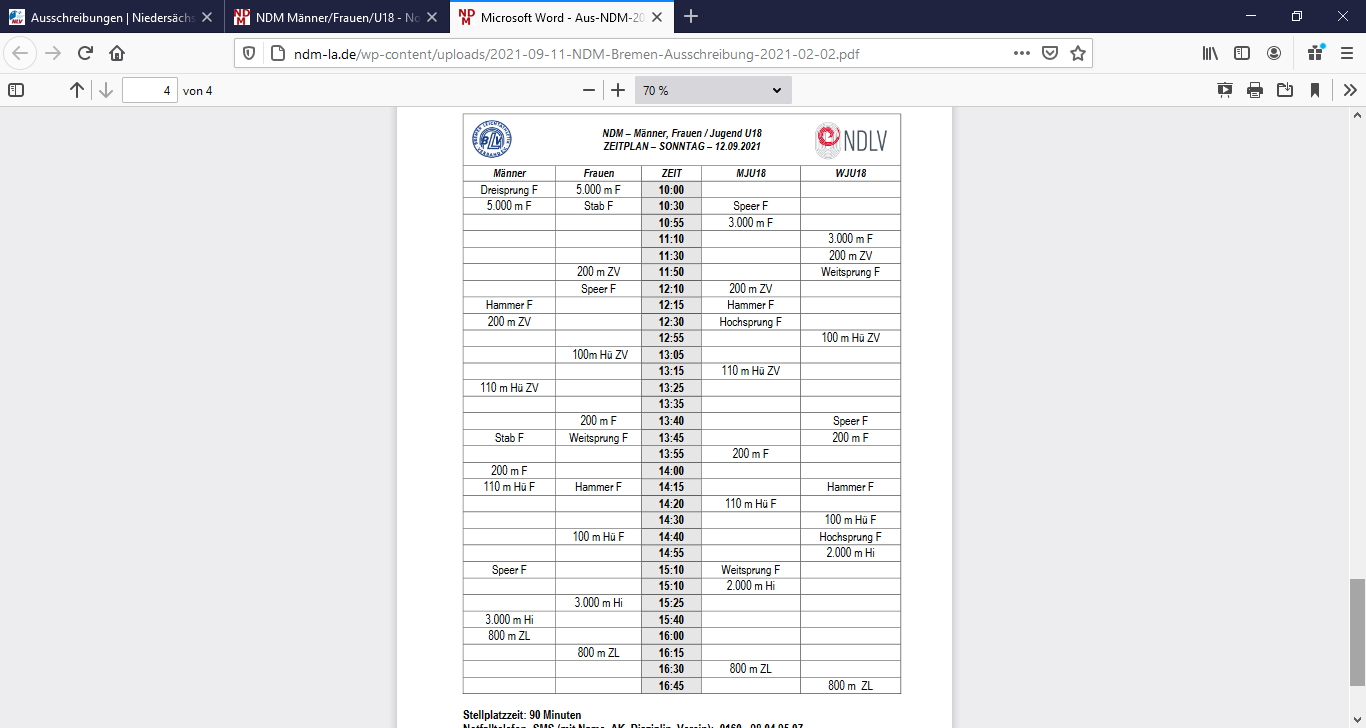 Ausschreibungen | Niedersächs
NDM Männer/Frauen/U18 - No
NDM Microsoft Word - Aus-NDM-20
ndm-la.de/wp-content/uploads/2021-09-11-NDM-Bremen-Ausschreibung-2021-02-02.pdf
4 von 4 70 %
NDM – Männer, Frauen / Jugend U18
ZEITPLAN – SONNTAG – 12.09.2021
BLV
NDLV
Männer Frauen ZEIT MJU18 WJU18
Dreisprung F 5.000 m F 10:00
5.000 m F Stab F 10:30 Speer F
10:55 3.000 m F
11:10 3.000 m F
11:30 200 m ZV
200 m ZV 11:50 Weitsprung F
Speer F 12:10 200 m ZV
Hammer F 12:15 Hammer F
200 m ZV 12:30 Hochsprung F
12:55 100 m Hü ZV
100m Hü ZV 13:05
13:15 110 m Hü ZV
110 m Hü ZV 13:25
13:35
200 m F 13:40 Speer F
Stab F Weitsprung F 13:45 200 m F
13:55 200 m F
200 m F 14:00
110 m Hü F Hammer F 14:15 Hammer F
14:20 110 m Hü F
14:30 100 m Hü F
100 m Hü F 14:40 Hochsprung F
14:55 2.000 m Hi
Speer F 15:10 Weitsprung F
15:10 2.000 m Hi
3.000 m Hi 15:25
3.000 m Hi 15:40
800 m ZL 16:00
800 m ZL 16:15
16:30 800 m ZL
16:45 800 m ZL
Stellplatzzeit: 90 Minuten